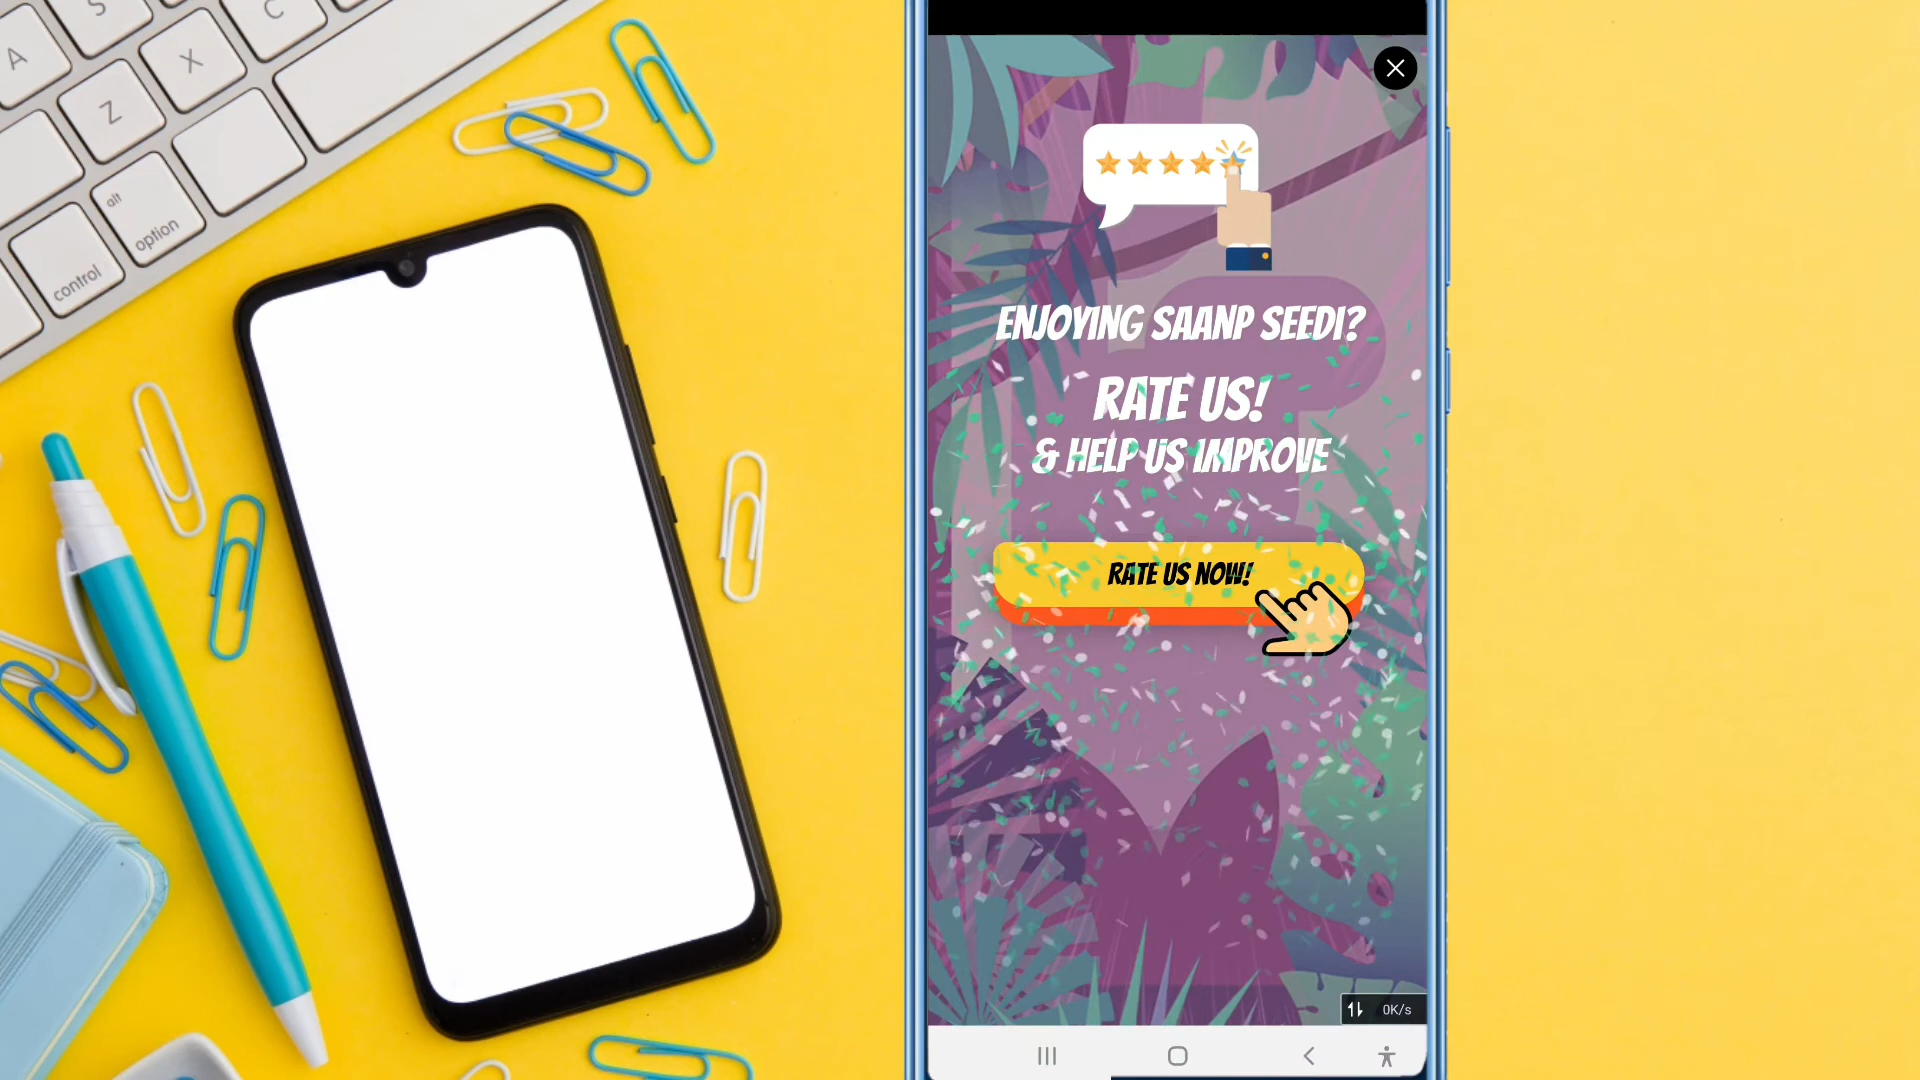 A
S
X
C
Z
alt
option
control
ENJOYING SAANP SEEDI?
RATE US!
& HELP US IMPROVE
RATE US NOW!
0K/s